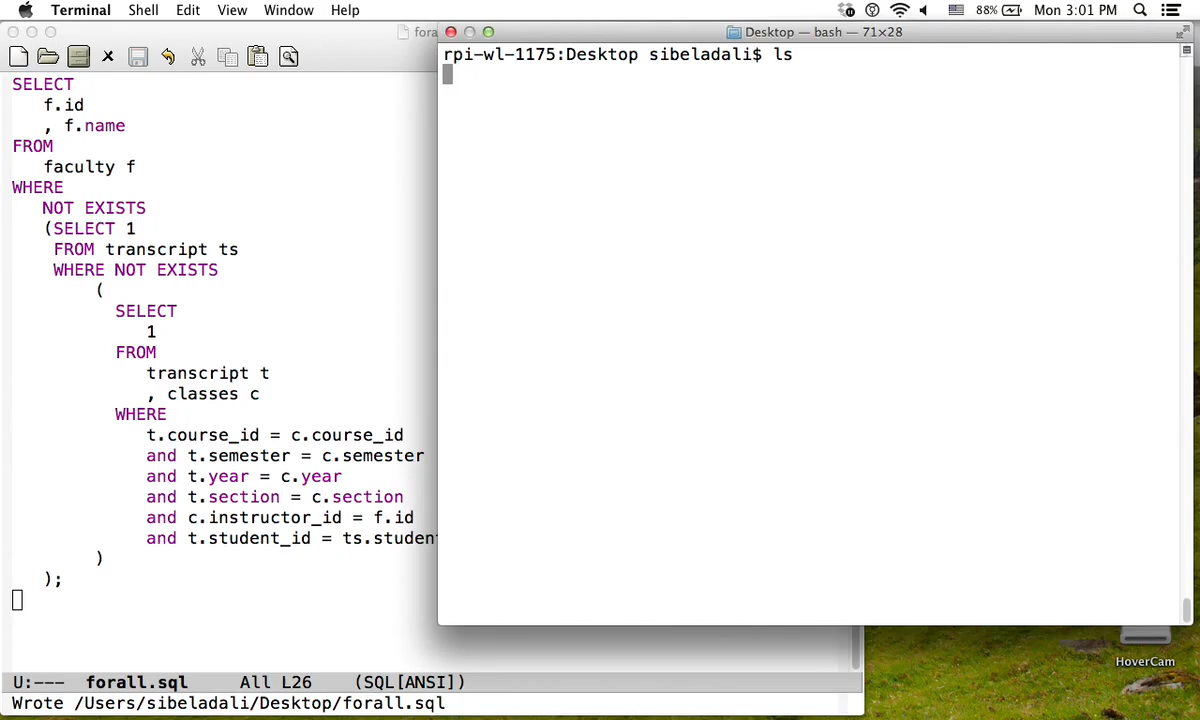 Terminal Shell Edit View Window Help 88% Mon 3:01 PM
fora
Desktop — bash — 71×28
rpi-wl-1175:Desktop sibeladali$ ls
SELECT
f.id
, f.name
FROM
faculty f
WHERE
NOT EXISTS
(SELECT 1
FROM transcript ts
WHERE NOT EXISTS
(
SELECT
1
FROM
transcript t
, classes c
WHERE
t.course_id = c.course_id
and t.semester = c.semester
and t.year = c.year
and t.section = c.section
and c.instructor_id = f.id
and t.student_id = ts.studen
)
);
HoverCam
U:--- forall.sql All L26 (SQL[ANSI])
Wrote /Users/sibeladali/Desktop/forall.sql